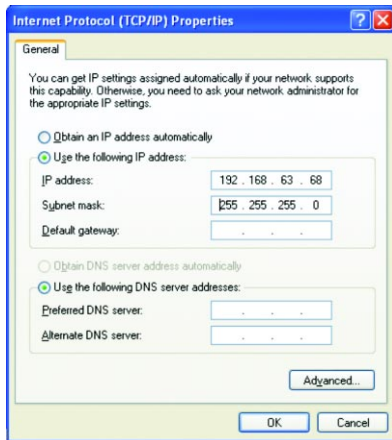 Internet Protocol (TCP/IP) Properties
General
You can get IP settings assigned automatically if your network supports
this capability. Otherwise, you need to ask your network administrator for
the appropriate IP settings.
Obtain an IP address automatically
Use the following IP address:
IP address: 192 . 168 . 63 . 68
Subnet mask: 255 . 255 . 255 . 0
Default gateway: . . .
Obtain DNS server address automatically
Use the following DNS server addresses:
Preferred DNS server: . . .
Alternate DNS server: . . .
Advanced...
OK Cancel